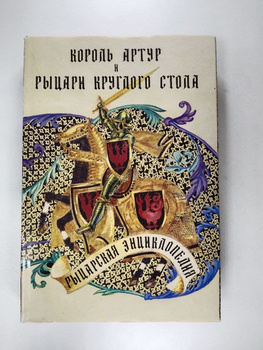 КОРОЛЬ АРТУР
и
РЫЦАРИ КРУГЛОГО СТОЛА
РЫЦАРСКАЯ ЭНЦИКЛОПЕДИЯ